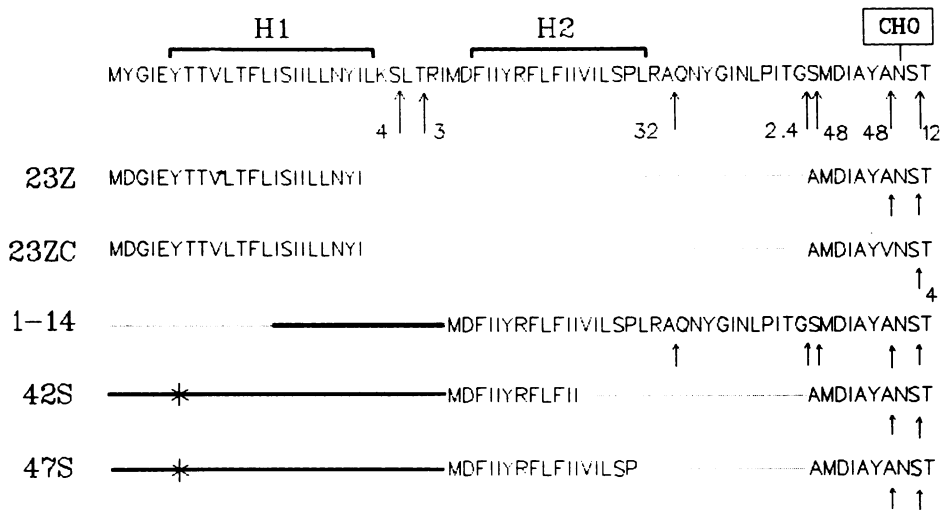 H1 H2 CHO
MYGIEYTTVLTFLISIILLNYILKSLTRIMDFIIYRFLFIIVILSPLRAQNYGINLPITGSMDIAYANST
4 3 32 2.4 48 48 12
23Z MDGIEYTTVLTFLISIILLNYI AMDIAYANST
23ZC MDGIEYTTVLTFLISIILLNYI AMDIAYVNST
4
1-14 MDFIIYRFLFIIVILSPLRAQNYGINLPITGSMDIAYANST
42S MDFIIYRFLFII AMDIAYANST
47S MDFIIYRFLFIIVILSP AMDIAYANST